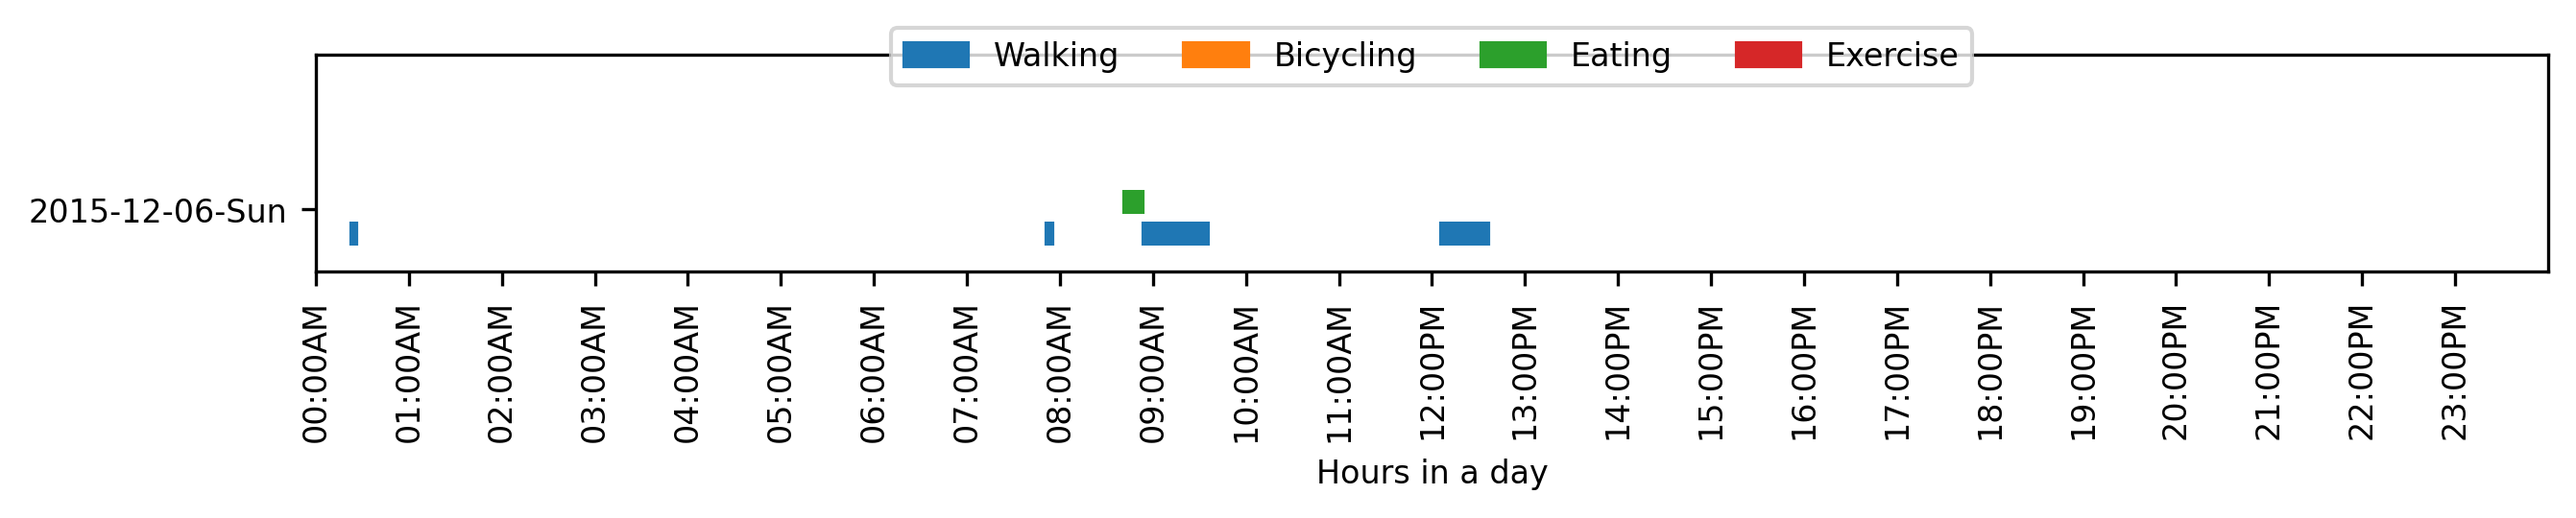 Walking Bicycling Eating Exercise
2015-12-06-Sun
00:00AM 01:00AM 02:00AM 03:00AM 04:00AM 05:00AM 06:00AM 07:00AM 08:00AM 09:00AM 10:00AM 11:00AM 12:00PM 13:00PM 14:00PM 15:00PM 16:00PM 17:00PM 18:00PM 19:00PM 20:00PM 21:00PM 22:00PM 23:00PM
Hours in a day